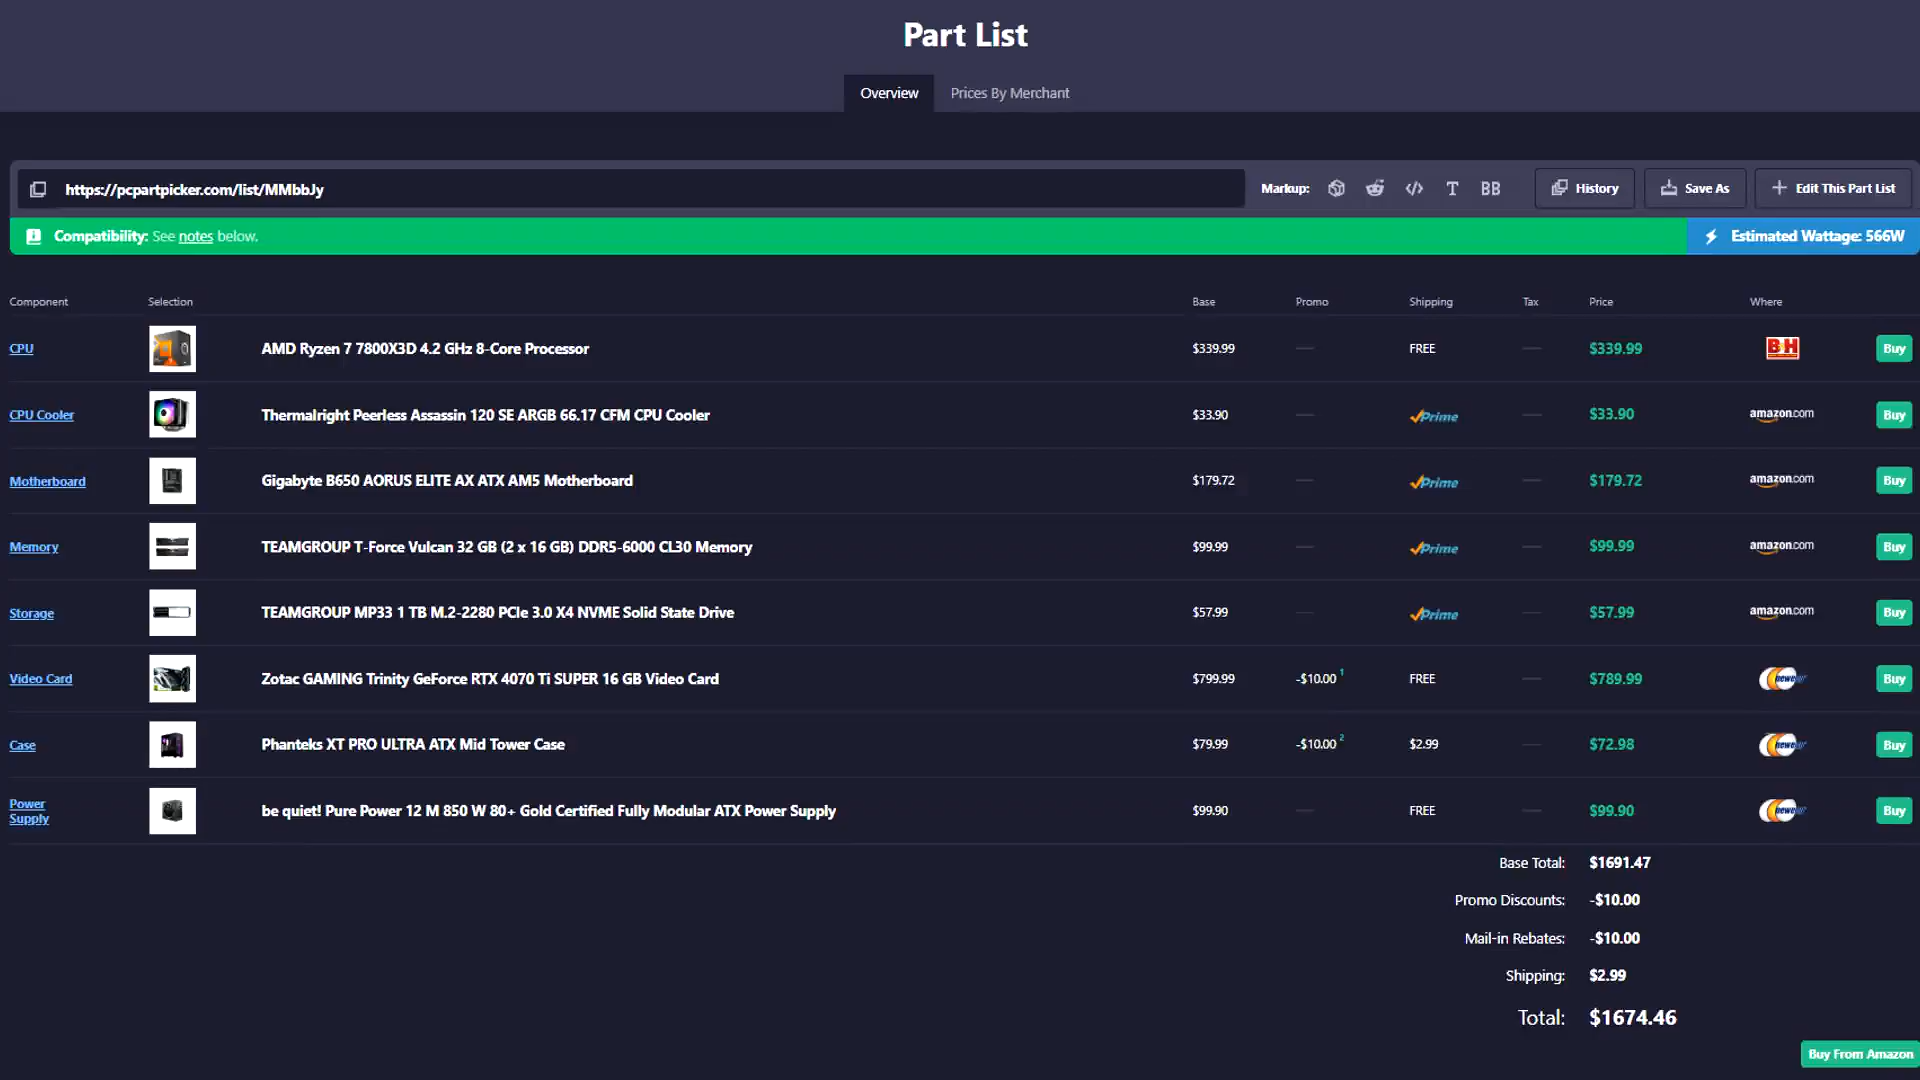 Part List
Overview
Prices By Merchant
https://pcpartpicker.com/list/MMbbJy
Markup:
T
BB
History
Save As
Edit This Part List
Compatibility: See notes below.
Estimated Wattage: 566W
Component Selection Base Promo Shipping Tax Price Where
CPU AMD Ryzen 7 7800X3D 4.2 GHz 8-Core Processor $339.99 — FREE — $339.99 B&H Buy
CPU Cooler Thermalright Peerless Assassin 120 SE ARGB 66.17 CFM CPU Cooler $33.90 — Prime — $33.90 amazon.com Buy
Motherboard Gigabyte B650 AORUS ELITE AX ATX AM5 Motherboard $179.72 — Prime — $179.72 amazon.com Buy
Memory TEAMGROUP T-Force Vulcan 32 GB (2 x 16 GB) DDR5-6000 CL30 Memory $99.99 — Prime — $99.99 amazon.com Buy
Storage TEAMGROUP MP33 1 TB M.2-2280 PCIe 3.0 X4 NVME Solid State Drive $57.99 — Prime — $57.99 amazon.com Buy
Video Card Zotac GAMING Trinity GeForce RTX 4070 Ti SUPER 16 GB Video Card $799.99 -$10.00 1 FREE — $789.99 newegg Buy
Case Phanteks XT PRO ULTRA ATX Mid Tower Case $79.99 -$10.00 2 $2.99 — $72.98 newegg Buy
Power Supply be quiet! Pure Power 12 M 850 W 80+ Gold Certified Fully Modular ATX Power Supply $99.90 — FREE — $99.90 newegg Buy
Base Total: $1691.47
Promo Discounts: -$10.00
Mail-in Rebates: -$10.00
Shipping: $2.99
Total: $1674.46
Buy From Amazon